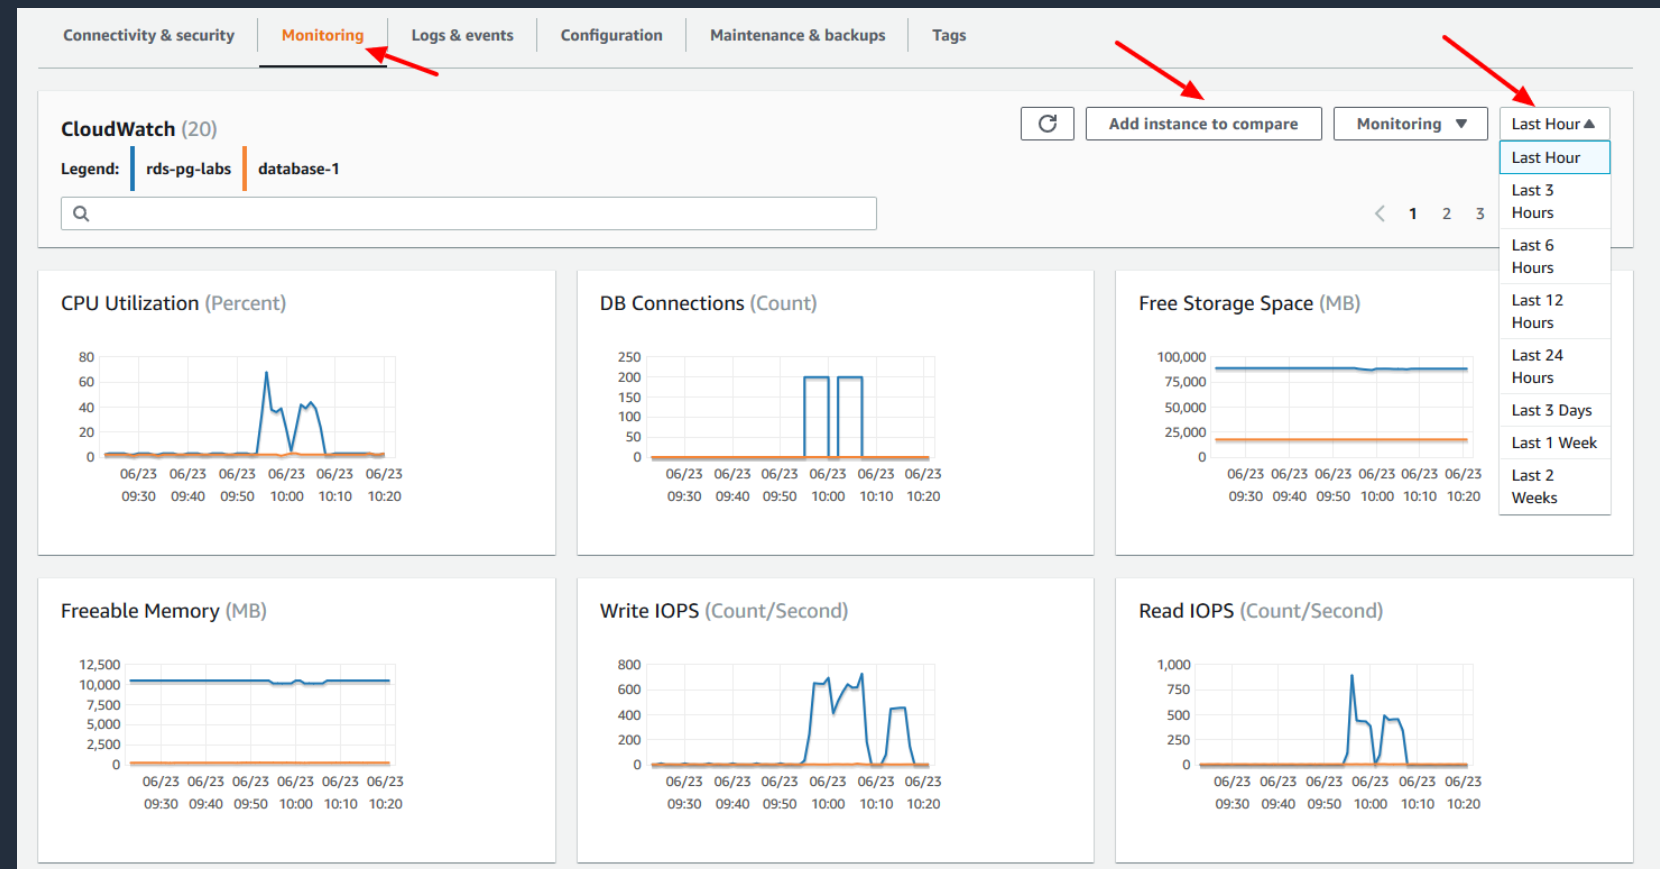 Connectivity & security
Monitoring
Logs & events
Configuration
Maintenance & backups
Tags
CloudWatch (20)
Add instance to compare
Monitoring
Last Hour
Legend:
rds-pg-labs
database-1
1 2 3
Last Hour
Last 3
Hours
Last 6
Hours
Last 12
Hours
Last 24
Hours
Last 3 Days
Last 1 Week
Last 2
Weeks
CPU Utilization (Percent)
80
60
40
20
0
06/23 06/23 06/23 06/23 06/23 06/23
09:30 09:40 09:50 10:00 10:10 10:20
DB Connections (Count)
250
200
150
100
50
0
06/23 06/23 06/23 06/23 06/23 06/23
09:30 09:40 09:50 10:00 10:10 10:20
Free Storage Space (MB)
100,000
75,000
50,000
25,000
0
06/23 06/23 06/23 06/23 06/23 06/23
09:30 09:40 09:50 10:00 10:10 10:20
Freeable Memory (MB)
12,500
10,000
7,500
5,000
2,500
0
06/23 06/23 06/23 06/23 06/23 06/23
09:30 09:40 09:50 10:00 10:10 10:20
Write IOPS (Count/Second)
800
600
400
200
0
06/23 06/23 06/23 06/23 06/23 06/23
09:30 09:40 09:50 10:00 10:10 10:20
Read IOPS (Count/Second)
1,000
750
500
250
0
06/23 06/23 06/23 06/23 06/23 06/23
09:30 09:40 09:50 10:00 10:10 10:20